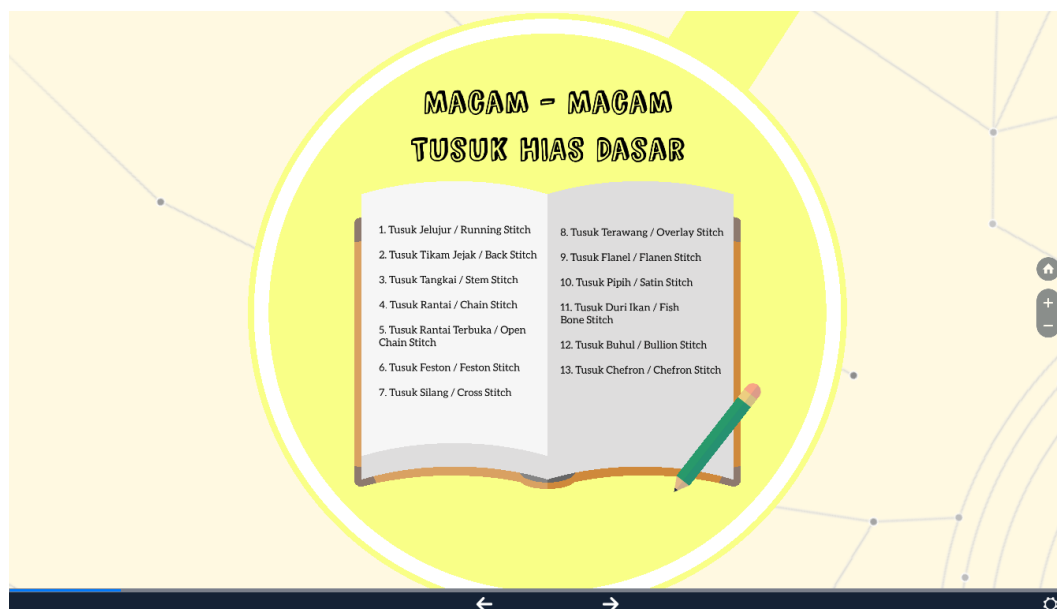 MACAM - MACAM
TUSUK HIAS DASAR
1. Tusuk Jelujur / Running Stitch
2. Tusuk Tikam Jejak / Back Stitch
3. Tusuk Tangkai / Stem Stitch
4. Tusuk Rantai / Chain Stitch
5. Tusuk Rantai Terbuka / Open
Chain Stitch
6. Tusuk Feston / Feston Stitch
7. Tusuk Silang / Cross Stitch
8. Tusuk Terawang / Overlay Stitch
9. Tusuk Flanel / Flanen Stitch
10. Tusuk Pipih / Satin Stitch
11. Tusuk Duri Ikan / Fish
Bone Stitch
12. Tusuk Buhul / Bullion Stitch
13. Tusuk Chefron / Chefron Stitch